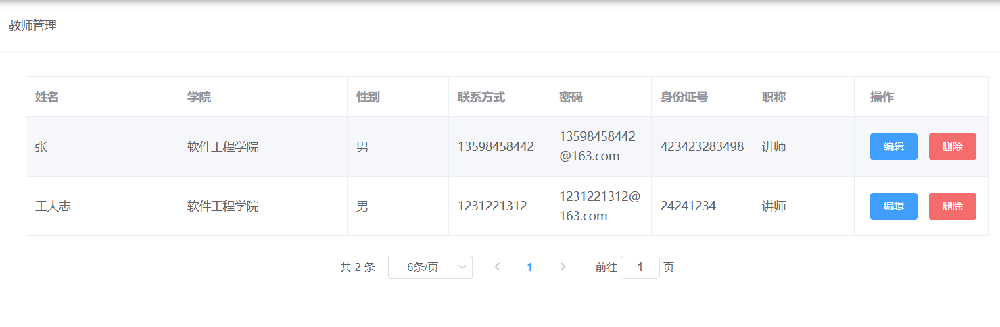 教师管理
姓名 学院 性别 联系方式 密码 身份证号 职称 操作
张 软件工程学院 男 13598458442 13598458442
@163.com 423423283498 讲师 编辑 删除
王大志 软件工程学院 男 1231221312 1231221312@
163.com 24241234 讲师 编辑 删除
共 2 条 6条/页 1 前往 1 页